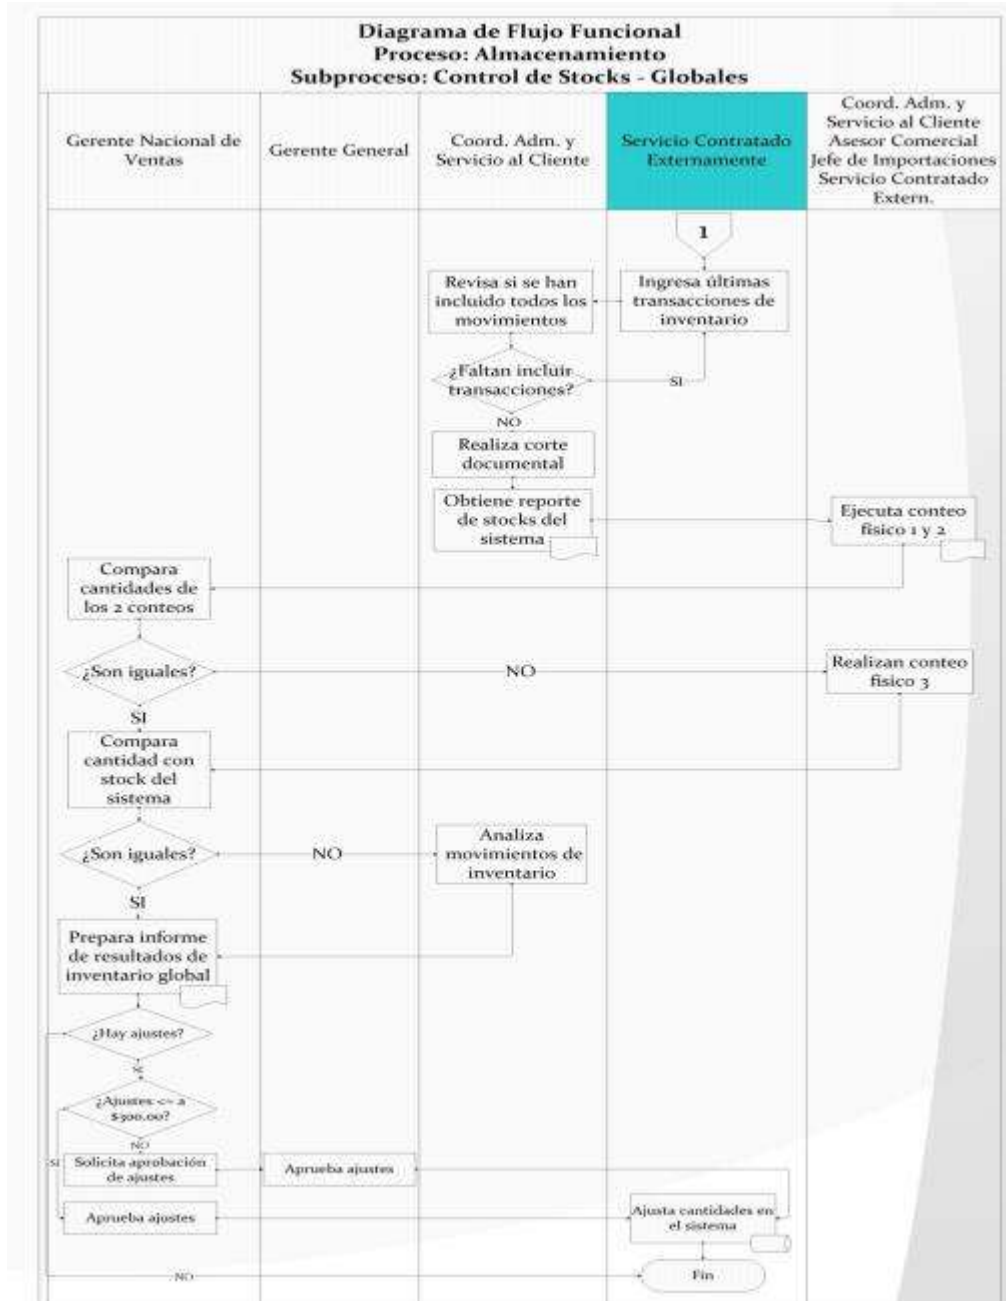 Diagrama de Flujo Funcional
Proceso: Almacenamiento
Subproceso: Control de Stocks - Globales
Gerente Nacional de
Ventas
Gerente General
Coord. Adm. y
Servicio al Cliente
Servicio Contratado
Externamente
Coord. Adm. y
Servicio al Cliente
Asesor Comercial
Jefe de Importaciones
Servicio Contratado
Extern.
1
Revisa si se han
incluido todos los
movimientos
Ingresa últimas
transacciones de
inventario
¿Faltan incluir
transacciones?
SI
NO
Realiza corte
documental
Obtiene reporte
de stocks del
sistema
Ejecuta conteo
físico 1 y 2
Compara
cantidades de
los 2 conteos
¿Son iguales?
NO
Realizan conteo
físico 3
SI
Compara
cantidad con
stock del
sistema
¿Son iguales?
NO
Analiza
movimientos de
inventario
SI
Prepara informe
de resultados de
inventario global
¿Hay ajustes?
SI
¿Ajustes <= a
$300.00?
NO
SI
Solicita aprobación
de ajustes
Aprueba ajustes
Aprueba ajustes
Ajusta cantidades en
el sistema
NO
Fin